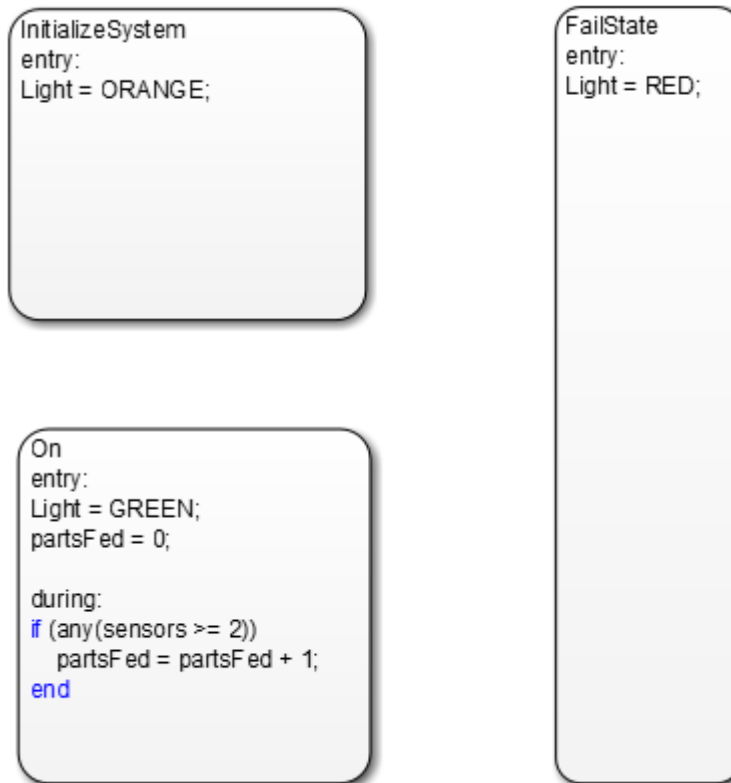 InitializeSystem
entry:
Light = ORANGE;
FailState
entry:
Light = RED;
On
entry:
Light = GREEN;
partsFed = 0;
during:
if (any(sensors >= 2))
partsFed = partsFed + 1;
end